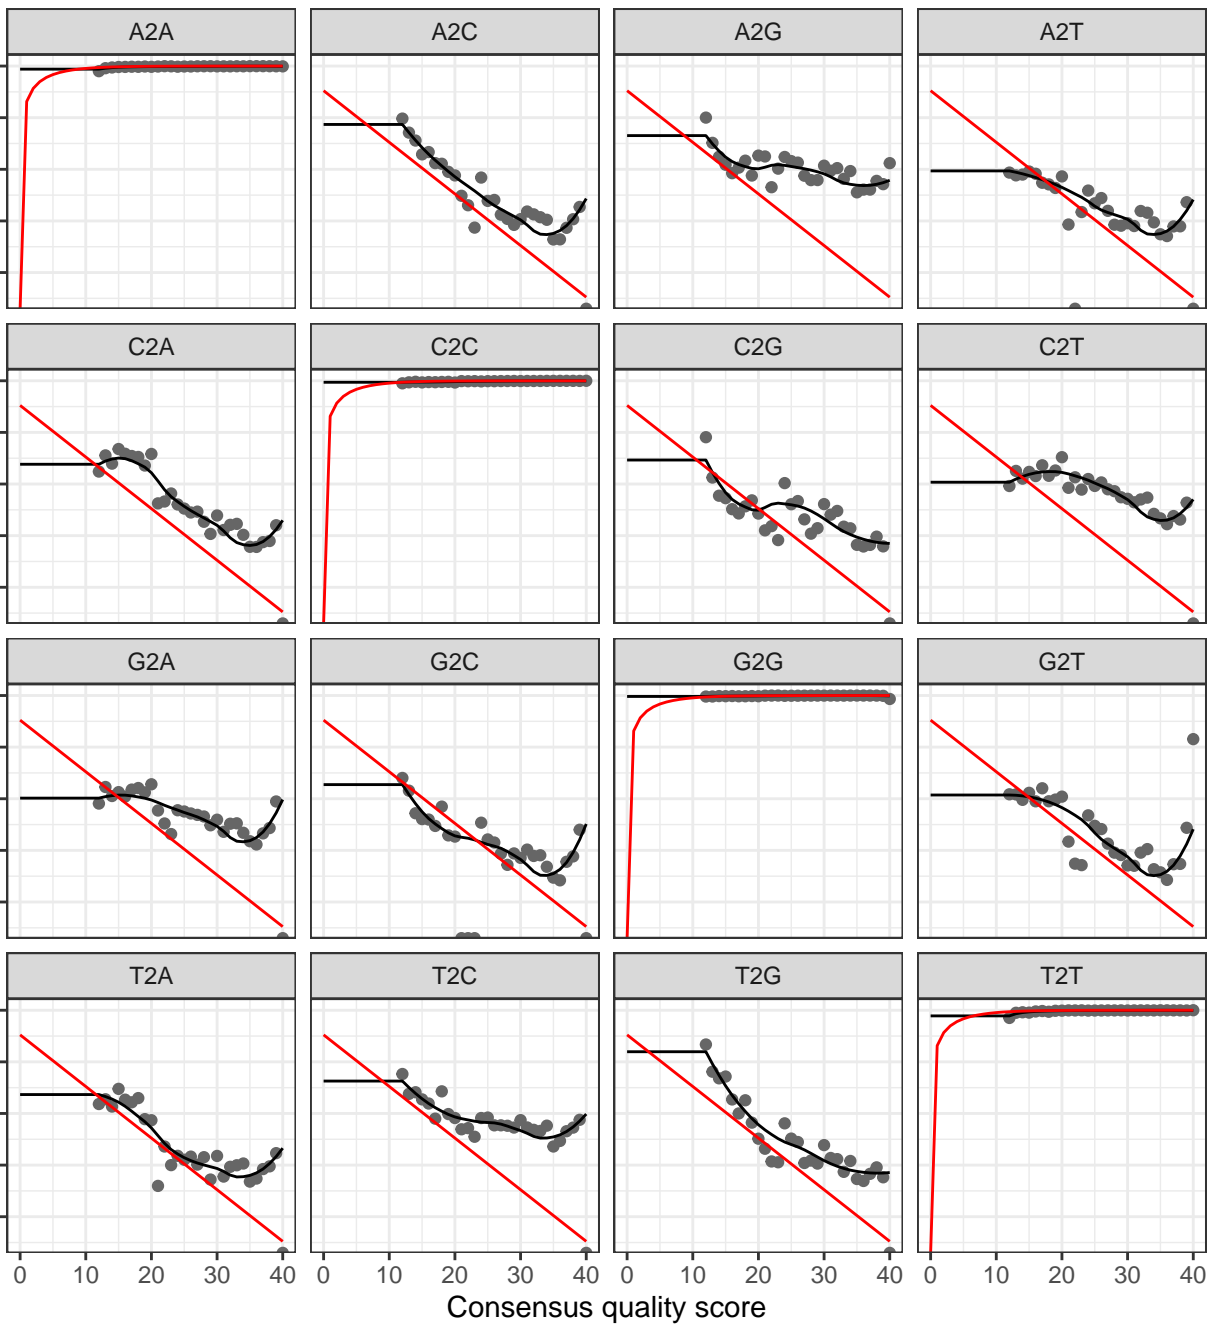 A2A A2C A2G A2T
C2A C2C C2G C2T
G2A G2C G2G G2T
T2A T2C T2G T2T
0 10 20 30 40 0 10 20 30 40 0 10 20 30 40 0 10 20 30 40
Consensus quality score